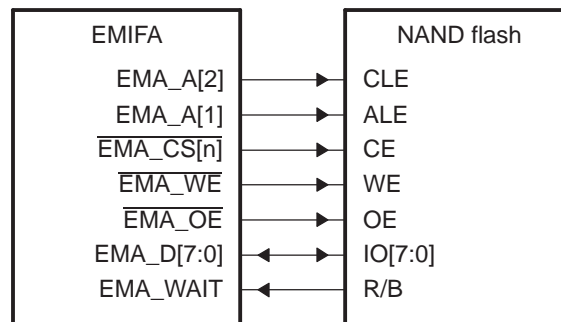 EMIFA NAND flash
EMA_A[2] CLE
EMA_A[1] ALE
EMA_CS[n] CE
EMA_WE WE
EMA_OE OE
EMA_D[7:0] IO[7:0]
EMA_WAIT R/B